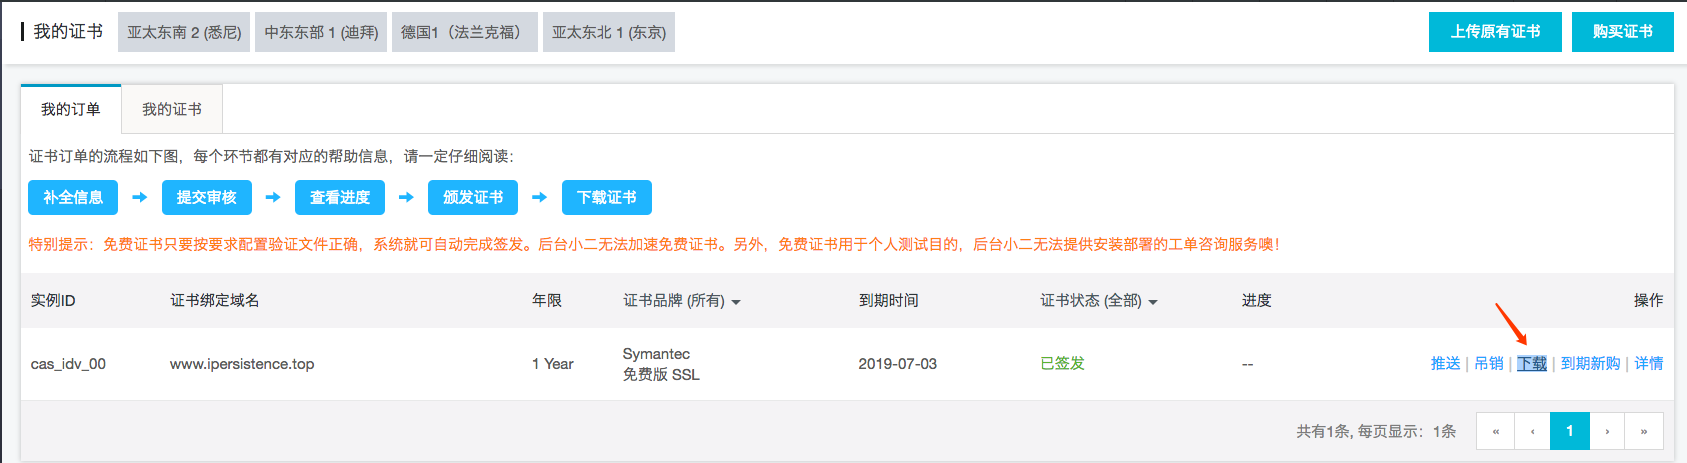 我的证书 亚太东南 2 (悉尼) 中东东部 1 (迪拜) 德国1（法兰克福） 亚太东北 1 (东京) 上传原有证书 购买证书
我的订单 我的证书
证书订单的流程如下图，每个环节都有对应的帮助信息，请一定仔细阅读：
补全信息 提交审核 查看进度 颁发证书 下载证书
特别提示：免费证书只要按要求配置验证文件正确，系统就可自动完成签发。后台小二无法加速免费证书。另外，免费证书用于个人测试目的，后台小二无法提供安装部署的工单咨询服务噢！
实例ID 证书绑定域名 年限 证书品牌 (所有) 到期时间 证书状态 (全部) 进度 操作
cas_idv_00 www.ipersistence.top 1 Year Symantec 2019-07-03 已签发 -- 推送 | 吊销 | 下载 | 到期新购 | 详情
免费版 SSL
共有1条, 每页显示：1条 « ‹ 1 › »